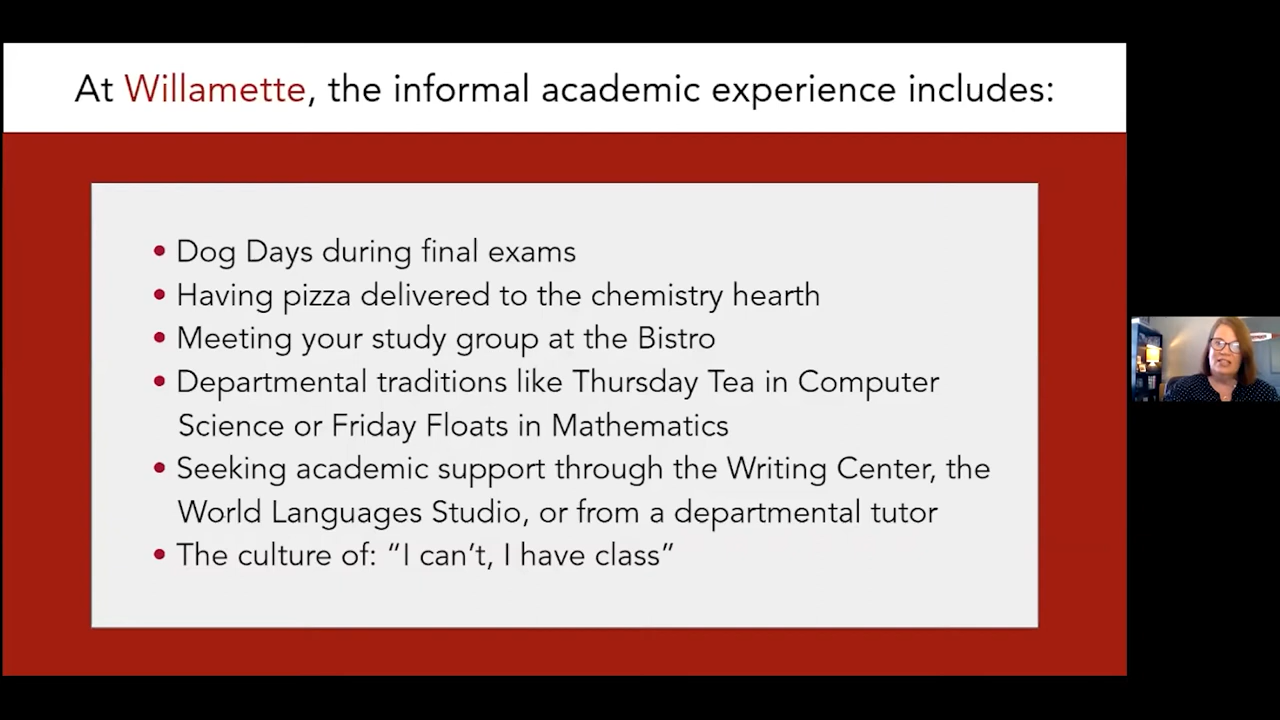 At Willamette, the informal academic experience includes:
• Dog Days during final exams
• Having pizza delivered to the chemistry hearth
• Meeting your study group at the Bistro
• Departmental traditions like Thursday Tea in Computer
Science or Friday Floats in Mathematics
• Seeking academic support through the Writing Center, the
World Languages Studio, or from a departmental tutor
• The culture of: “I can’t, I have class”